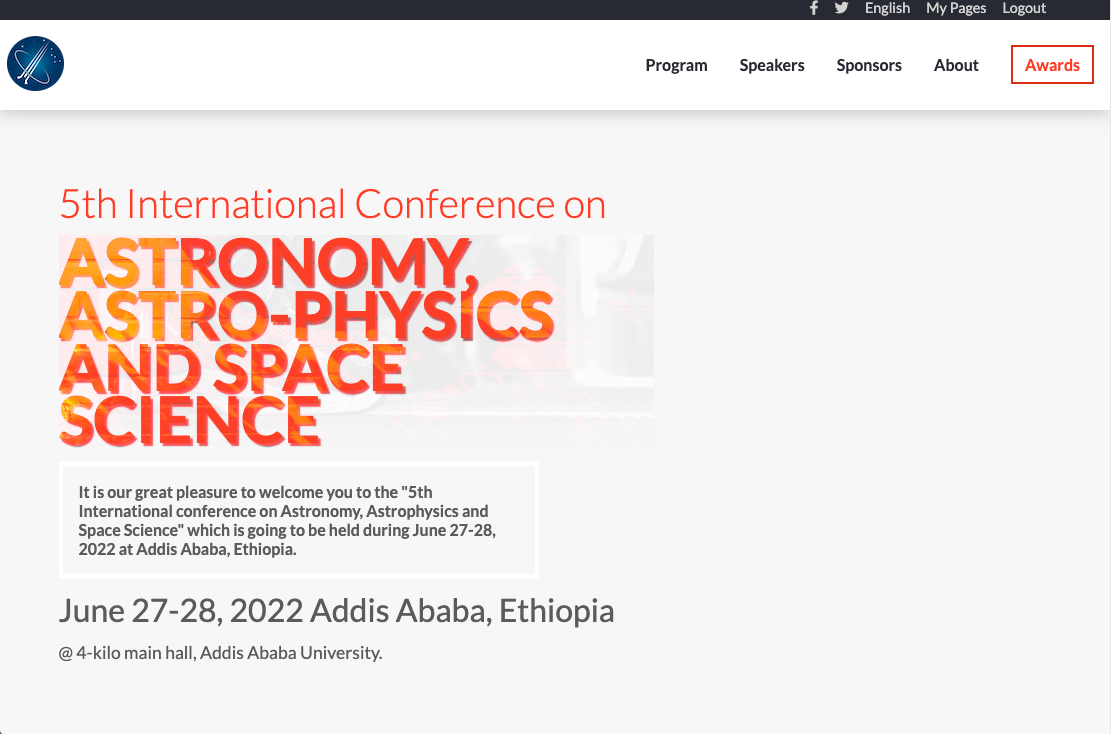 English My Pages Logout
Program Speakers Sponsors About Awards
5th International Conference on
ASTRONOMY,
ASTRO-PHYSICS
AND SPACE
SCIENCE
It is our great pleasure to welcome you to the "5th
International conference on Astronomy, Astrophysics and
Space Science" which is going to be held during June 27-28,
2022 at Addis Ababa, Ethiopia.
June 27-28, 2022 Addis Ababa, Ethiopia
@ 4-kilo main hall, Addis Ababa University.